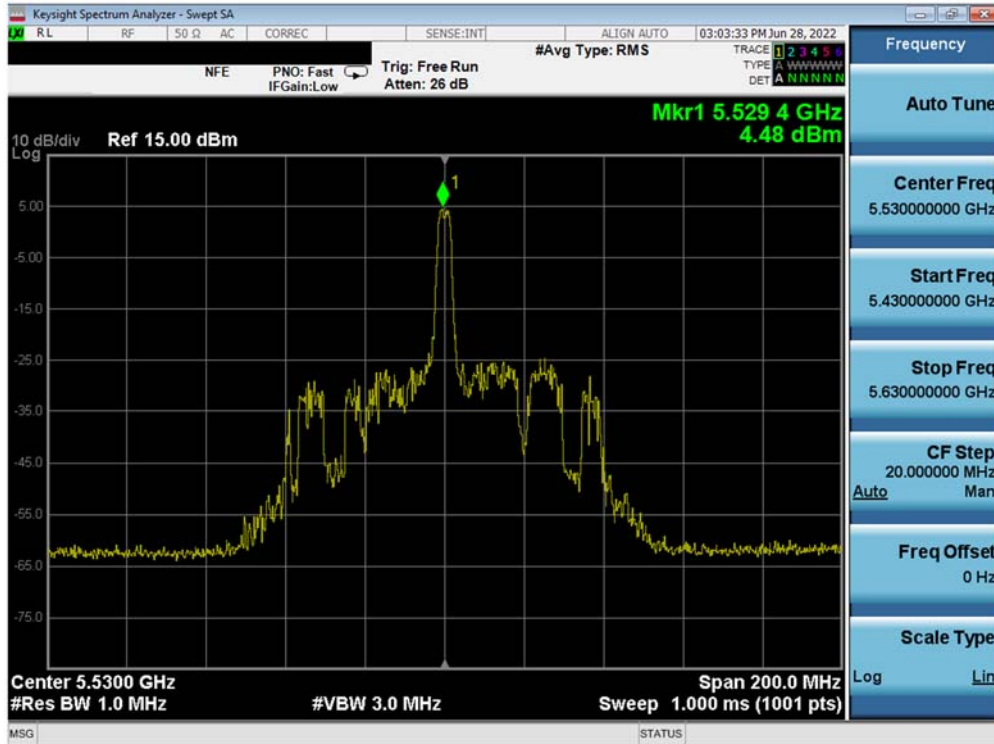 Keysight Spectrum Analyzer - Swept SA
LXI RL RF 50 Ω AC CORREC SENSE:INT ALIGN AUTO 03:03:33 PM Jun 28, 2022
NFE PNO: Fast Trig: Free Run #Avg Type: RMS TRACE 1 2 3 4 5 6
IFGain:Low Atten: 26 dB TYPE A WWWWW
DET A N N N N N
Mkr1 5.529 4 GHz
4.48 dBm
10 dB/div Ref 15.00 dBm
Log
1
5.00
-5.00
-15.0
-25.0
-35.0
-45.0
-55.0
-65.0
-75.0
Center 5.5300 GHz Span 200.0 MHz
#Res BW 1.0 MHz #VBW 3.0 MHz Sweep 1.000 ms (1001 pts)
MSG STATUS
Frequency
Auto Tune
Center Freq
5.530000000 GHz
Start Freq
5.430000000 GHz
Stop Freq
5.630000000 GHz
CF Step
20.000000 MHz
Auto Man
Freq Offset
0 Hz
Scale Type
Log Lin